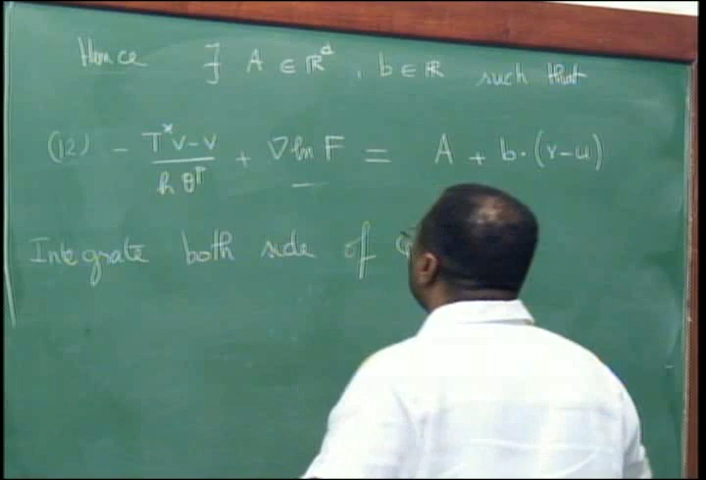 Hence ∃ A ∈ ℝ^d, b ∈ ℝ such that
(12) - (T*v-v)/(h θ^r) + ∇ln F = A + b·(v-u)
Integrate both side of